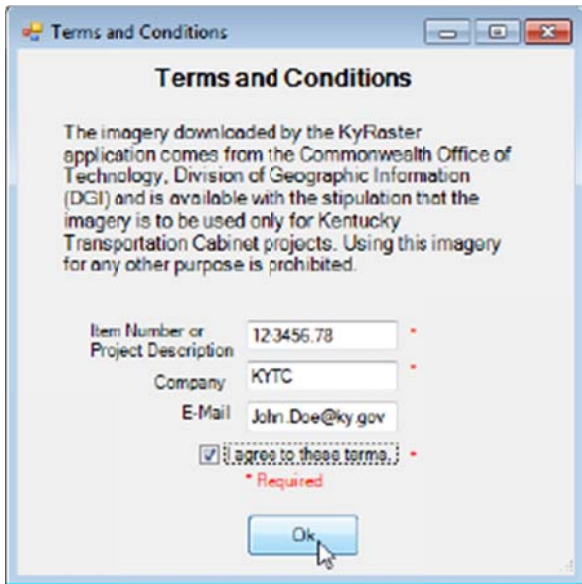 Terms and Conditions
Terms and Conditions
The imagery downloaded by the KyRaster
application comes from the Commonwealth Office of
Technology, Division of Geographic Information
(DGI) and is available with the stipulation that the
imagery is to be used only for Kentucky
Transportation Cabinet projects. Using this imagery
for any other purpose is prohibited.
Item Number or
Project Description
123456.78 *
Company KYTC *
E-Mail John.Doe@ky.gov
I agree to these terms. *
* Required
Ok